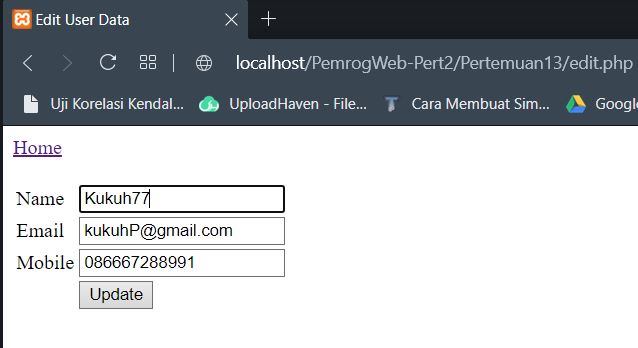 Edit User Data
localhost/PemrogWeb-Pert2/Pertemuan13/edit.php
Uji Korelasi Kendal... UploadHaven - File... Cara Membuat Sim... Google
Home
Name Kukuh77
Email kukuhP@gmail.com
Mobile 086667288991
Update